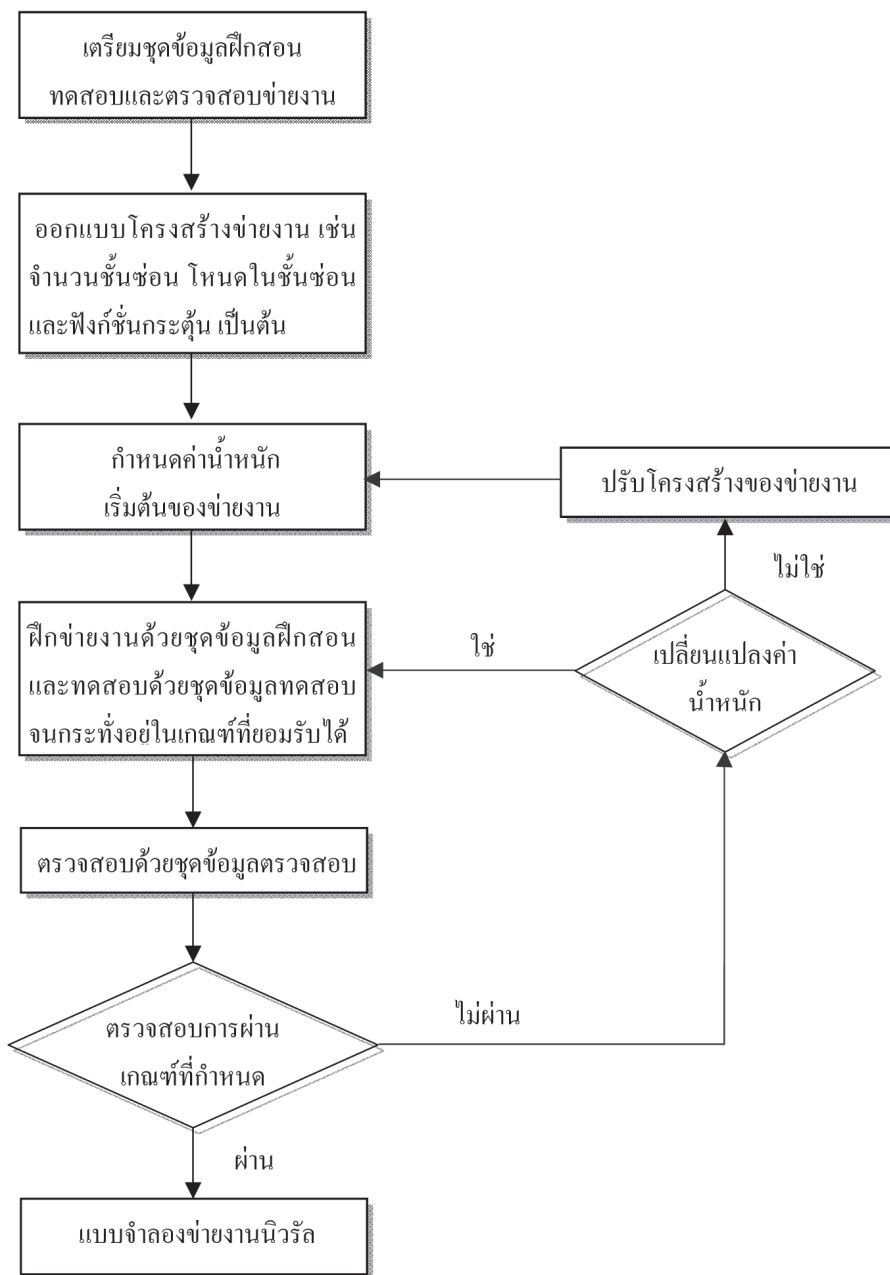 เตรียมชุดข้อมูลฝึกสอน
ทดสอบและตรวจสอบข่ายงาน
ออกแบบโครงสร้างข่ายงาน เช่น
จำนวนชั้นซ่อน โหนดในชั้นซ่อน
และฟังก์ชั่นกระตุ้น เป็นต้น
กำหนดค่าน้ำหนัก
เริ่มต้นของข่ายงาน
ปรับโครงสร้างของข่ายงาน
ไม่ใช่
ฝึกข่ายงานด้วยชุดข้อมูลฝึกสอน
และทดสอบด้วยชุดข้อมูลทดสอบ
จนกระทั่งอยู่ในเกณฑ์ที่ยอมรับได้
ใช่
เปลี่ยนแปลงค่า
น้ำหนัก
ตรวจสอบด้วยชุดข้อมูลตรวจสอบ
ตรวจสอบการผ่าน
เกณฑ์ที่กำหนด
ไม่ผ่าน
ผ่าน
แบบจำลองข่ายงานนิวรัล